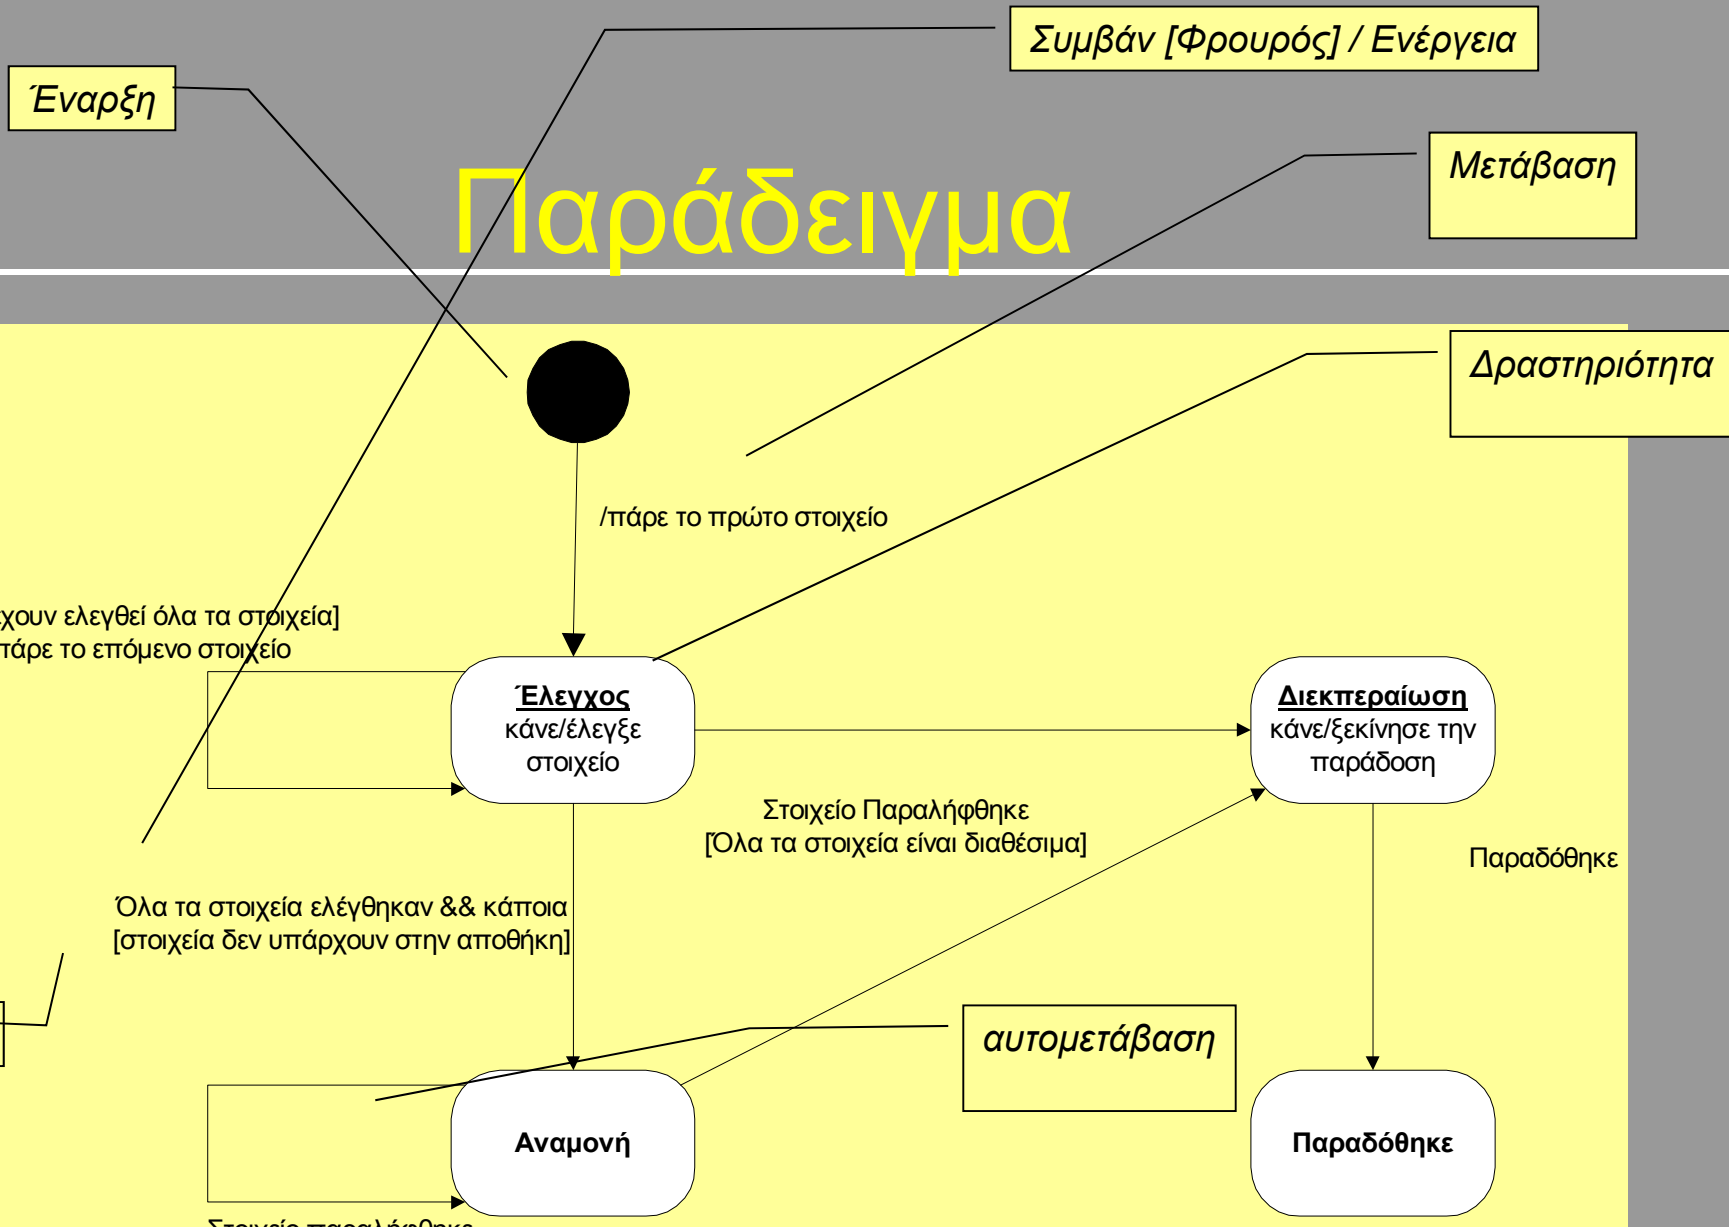 Συμβάν [Φρουρός] / Ενέργεια
Έναρξη
Μετάβαση
Παράδειγμα
Δραστηριότητα
/πάρε το πρώτο στοιχείο
ελεγθεί όλα τα στοιχεία]
το επόμενο στοιχείο
Έλεγχος
κάνε/έλεγξε
στοιχείο
Διεκπεραίωση
κάνε/ξεκίνησε την
παράδοση
Στοιχείο Παραλήφθηκε
[Όλα τα στοιχεία είναι διαθέσιμα]
Παραδόθηκε
Όλα τα στοιχεία ελέγθηκαν && κάποια
[στοιχεία δεν υπάρχουν στην αποθήκη]
αυτομετάβαση
Αναμονή
Παραδόθηκε